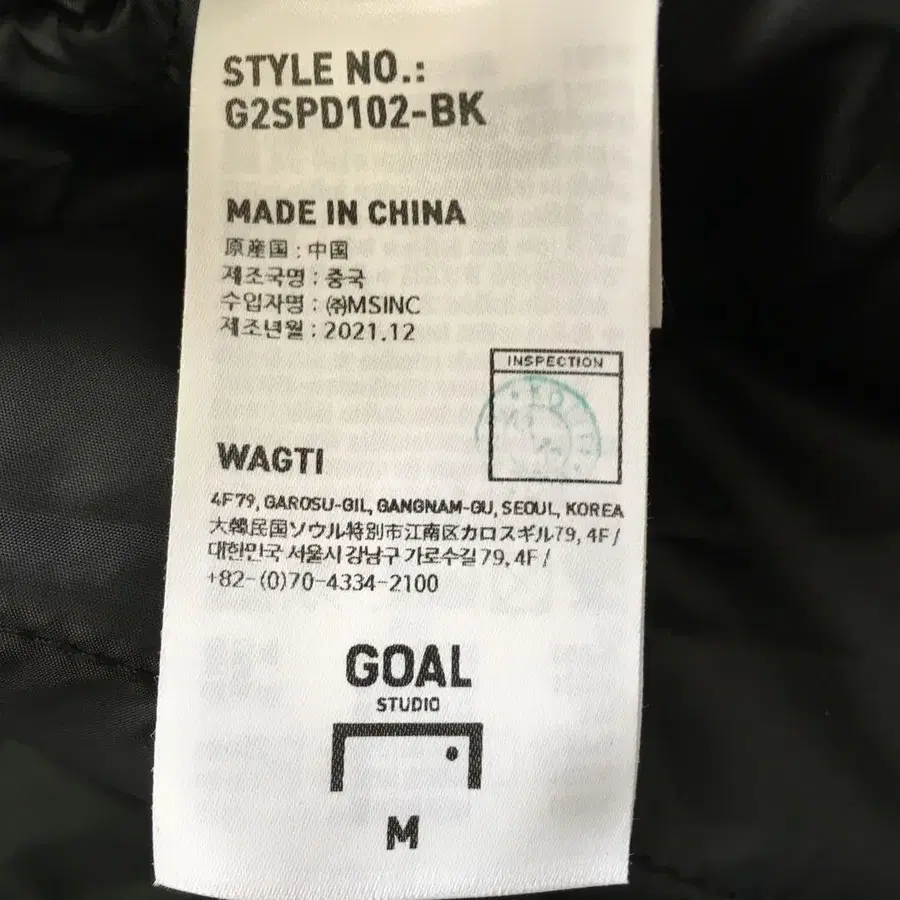 STYLE NO.:
G2SPD102-BK
MADE IN CHINA
原産国 : 中国
제조국명 : 중국
수입자명 : ㈜MSINC
제조년월 : 2021.12
INSPECTION
WAGTI
4F79, GAROSU-GIL, GANGNAM-GU, SEOUL, KOREA
大韓民国ソウル特別市江南区カロスギル79, 4F /
대한민국 서울시 강남구 가로수길 79, 4F /
+82-(0)70-4334-2100
GOAL
STUDIO
M